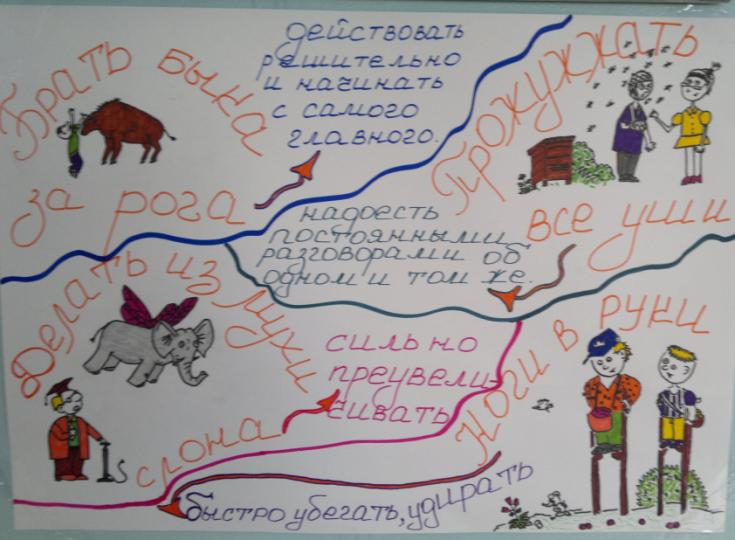 Брать быка
за рога
действовать
решительно
и начинать
с самого
главного.
Прожужжать
все уши
надоесть
постоянными
разговорами об
одном и том же.
Делать из мухи
слона
сильно
преувели-
чивать
Ноги в руки
быстро убегать, удирать